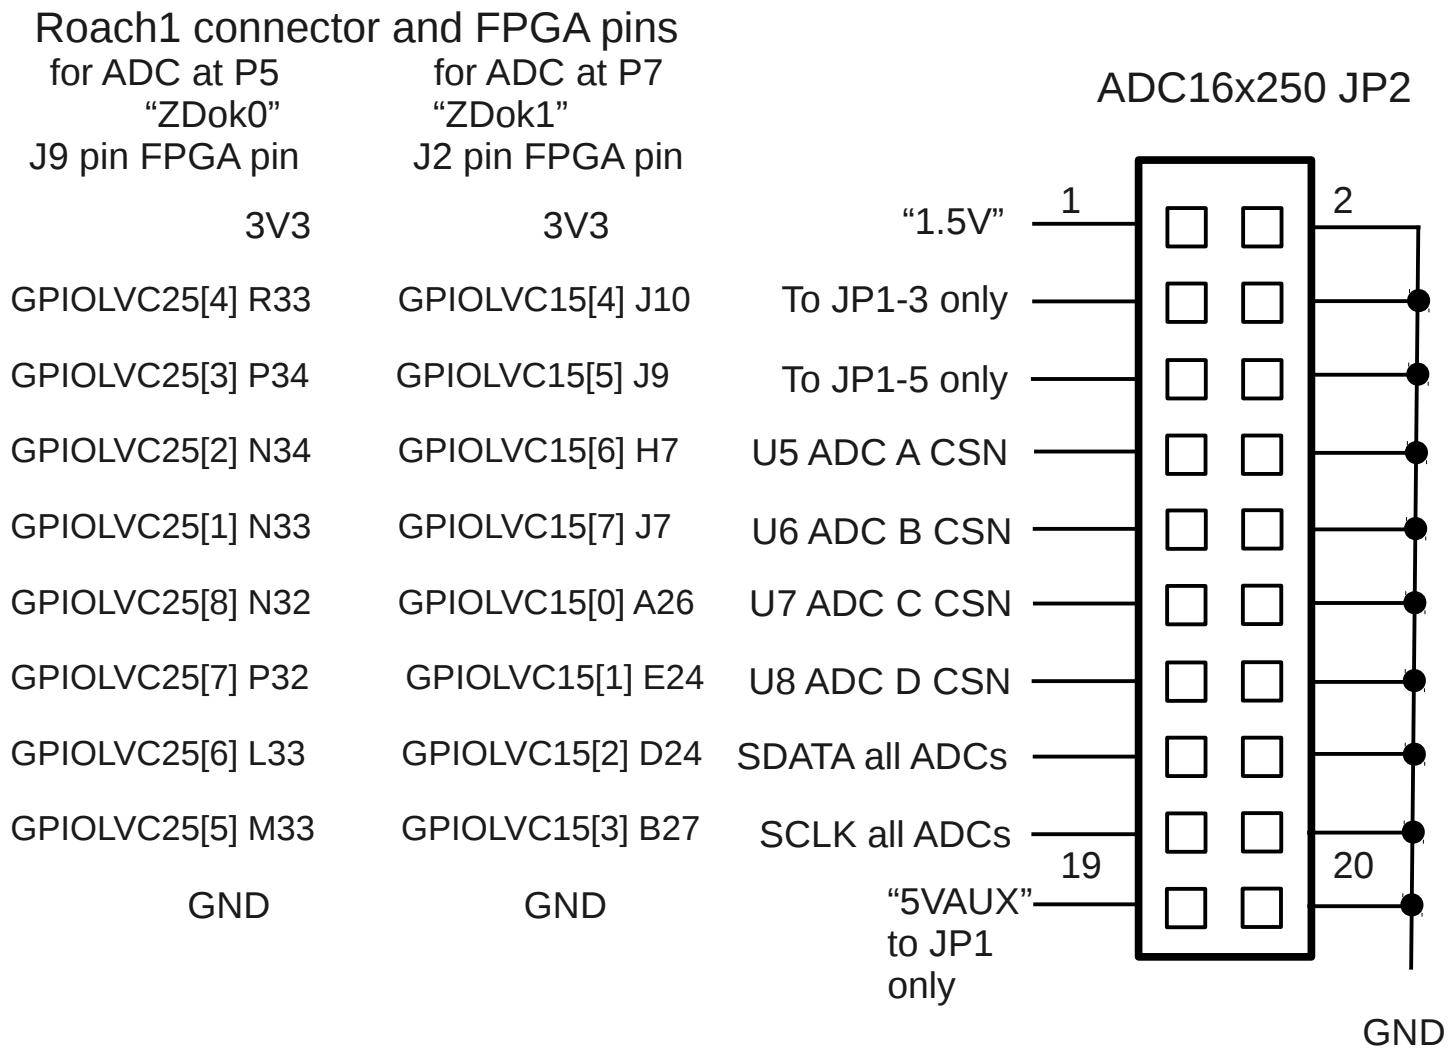 Roach1 connector and FPGA pins
for ADC at P5 for ADC at P7
“ZDok0” “ZDok1”
J9 pin FPGA pin J2 pin FPGA pin
ADC16x250 JP2
3V3 3V3 “1.5V” 1 2
GPIOLVC25[4] R33 GPIOLVC15[4] J10 To JP1-3 only
GPIOLVC25[3] P34 GPIOLVC15[5] J9 To JP1-5 only
GPIOLVC25[2] N34 GPIOLVC15[6] H7 U5 ADC A CSN
GPIOLVC25[1] N33 GPIOLVC15[7] J7 U6 ADC B CSN
GPIOLVC25[8] N32 GPIOLVC15[0] A26 U7 ADC C CSN
GPIOLVC25[7] P32 GPIOLVC15[1] E24 U8 ADC D CSN
GPIOLVC25[6] L33 GPIOLVC15[2] D24 SDATA all ADCs
GPIOLVC25[5] M33 GPIOLVC15[3] B27 SCLK all ADCs
19 20
GND GND “5VAUX”
to JP1
only
GND